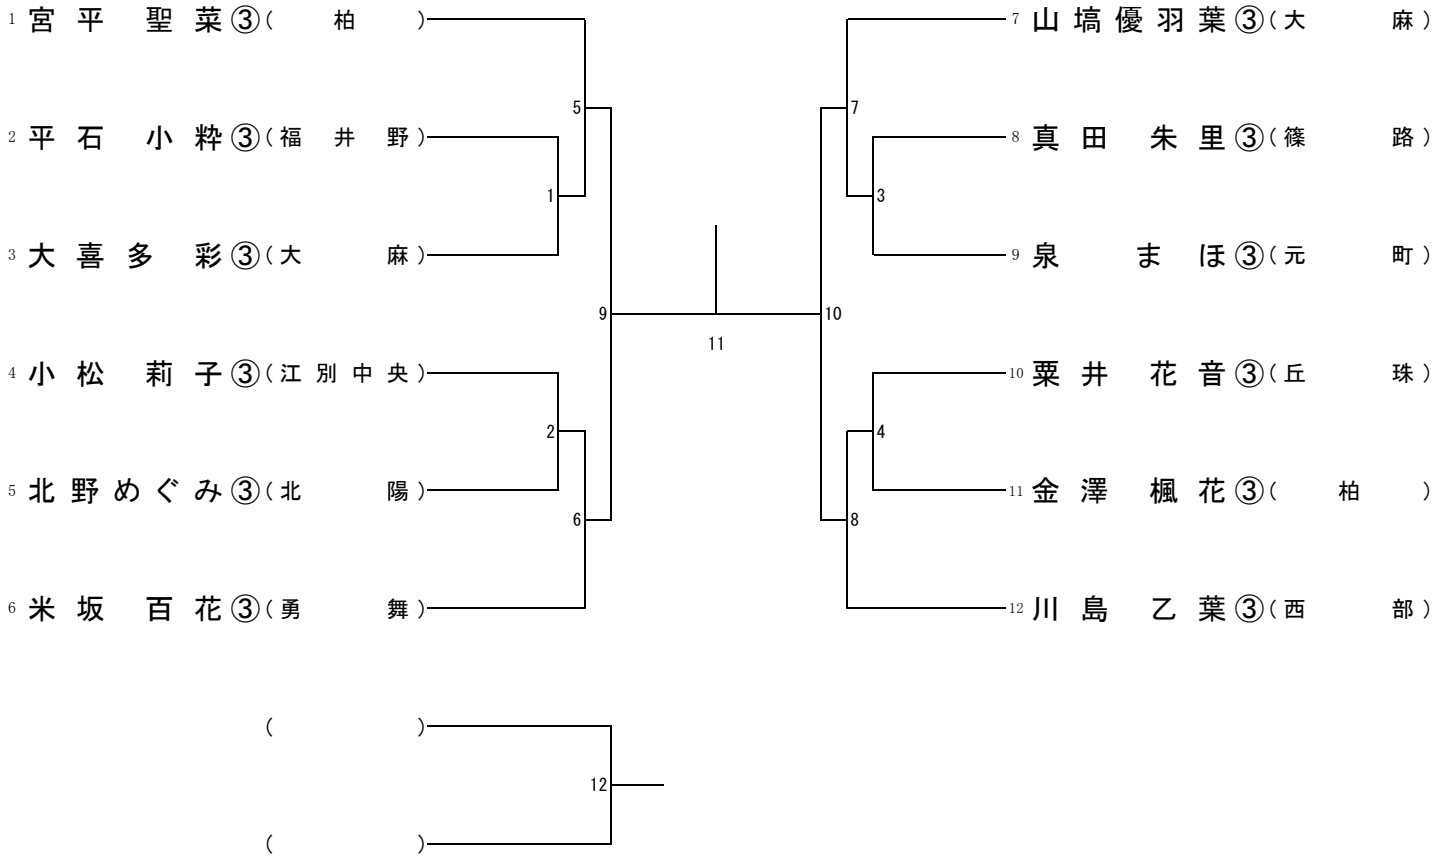 1 宮平 聖菜③(柏)
5
2 平石 小粋③(福井野)
1
3 大喜多 彩③(大麻)
9
4 小松 莉子③(江別中央)
2
5 北野めぐみ③(北陽)
6
6 米坂 百花③(勇舞)
11
7 山塙優羽葉③(大麻)
7
8 真田 朱里③(篠路)
3
9 泉 まほ③(元町)
10
10 粟井 花音③(丘珠)
4
11 金澤 楓花③(柏)
8
12 川島 乙葉③(西部)
( )
12
( )